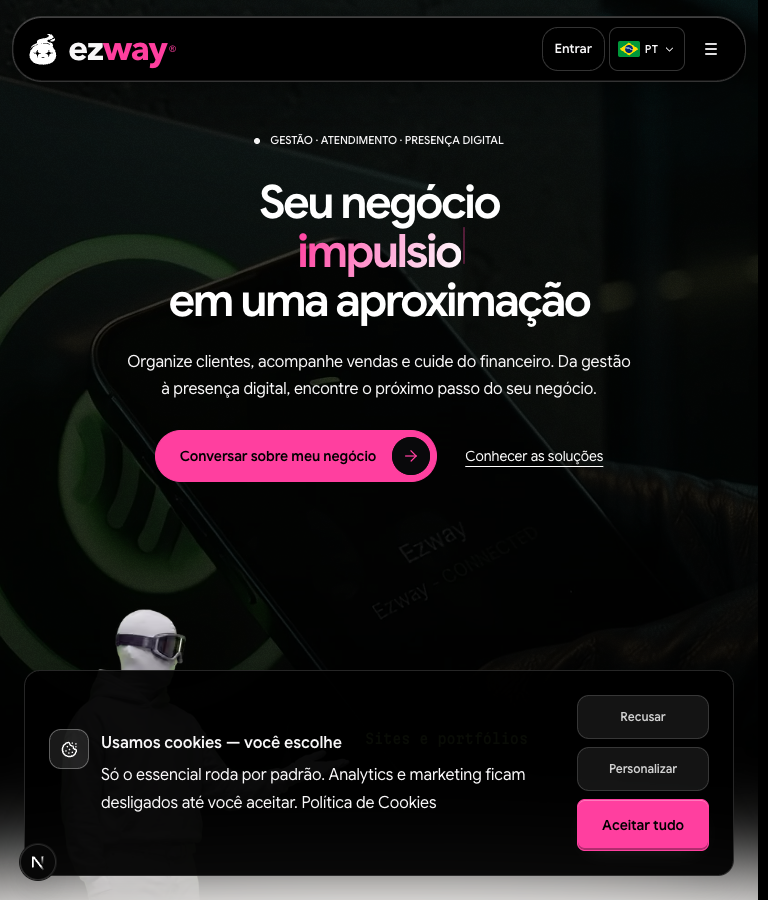 ezway®
Entrar
PT
GESTÃO · ATENDIMENTO · PRESENÇA DIGITAL
Seu negócio
impulsio
em uma aproximação
Organize clientes, acompanhe vendas e cuide do financeiro. Da gestão
à presença digital, encontre o próximo passo do seu negócio.
Conversar sobre meu negócio
Conhecer as soluções
Ezway
Ezway - CONNECTED
Sites e portfólios
Usamos cookies — você escolhe
Só o essencial roda por padrão. Analytics e marketing ficam
desligados até você aceitar. Política de Cookies
Recusar
Personalizar
Aceitar tudo
N